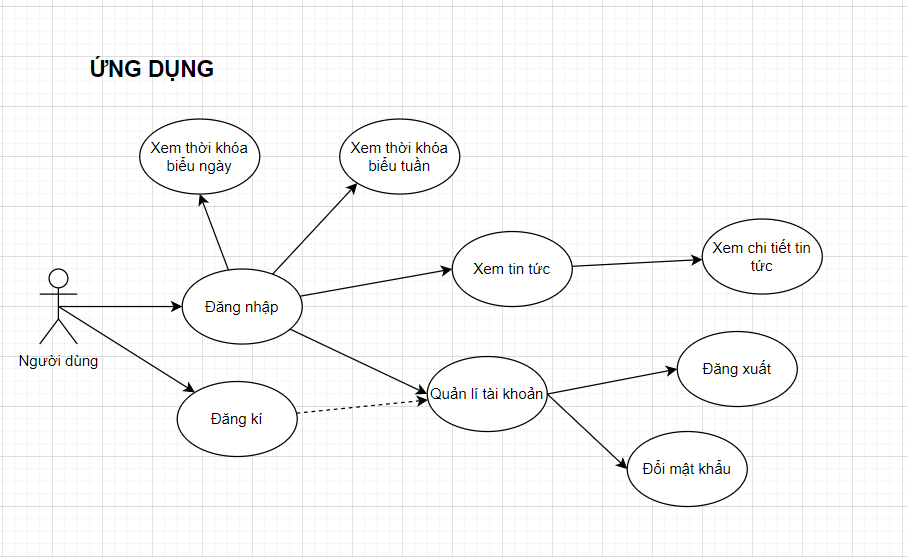 ỨNG DỤNG
Xem thời khóa
biểu ngày
Xem thời khóa
biểu tuần
Xem tin tức
Xem chi tiết tin
tức
Đăng nhập
Người dùng
Đăng kí
Quản lí tài khoản
Đăng xuất
Đổi mật khẩu